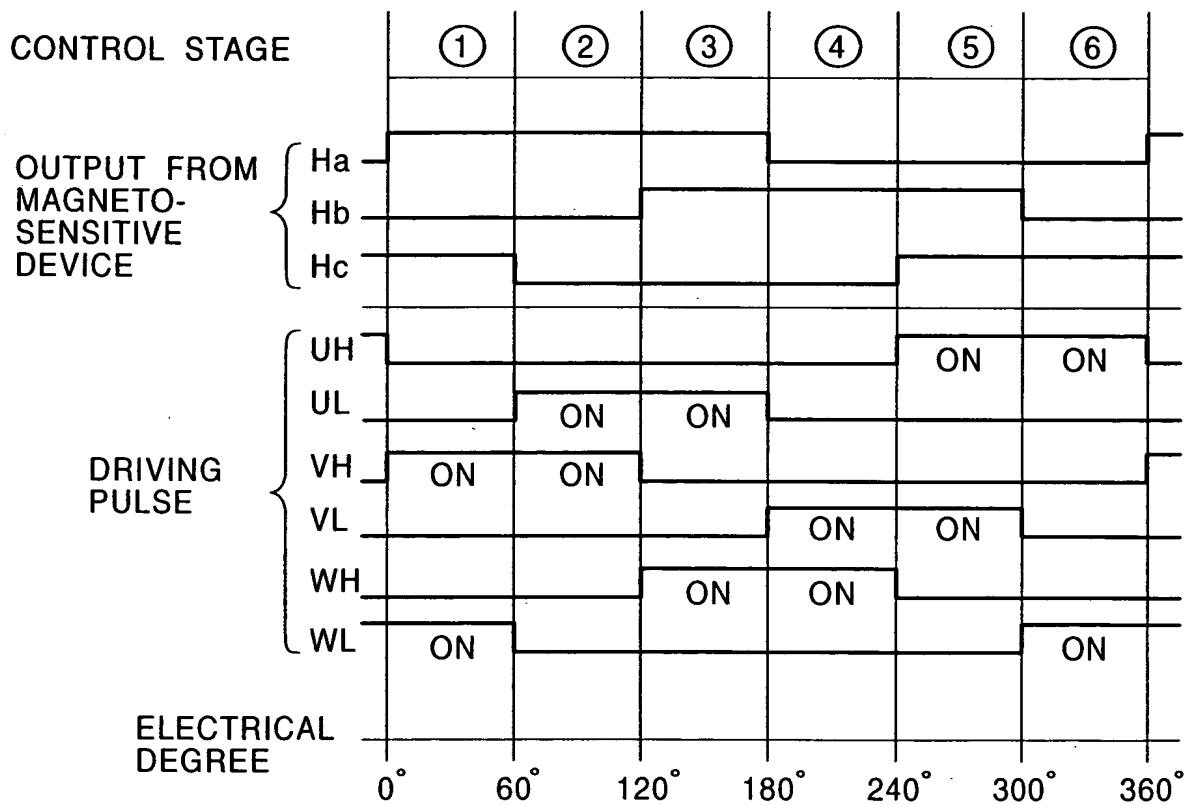 CONTROL STAGE ① ② ③ ④ ⑤ ⑥
OUTPUT FROM
MAGNETO-
SENSITIVE
DEVICE
Ha
Hb
Hc
DRIVING
PULSE
UH ON ON
UL ON ON
VH ON ON
VL ON ON
WH ON ON
WL ON ON
ELECTRICAL
DEGREE
0° 60° 120° 180° 240° 300° 360°